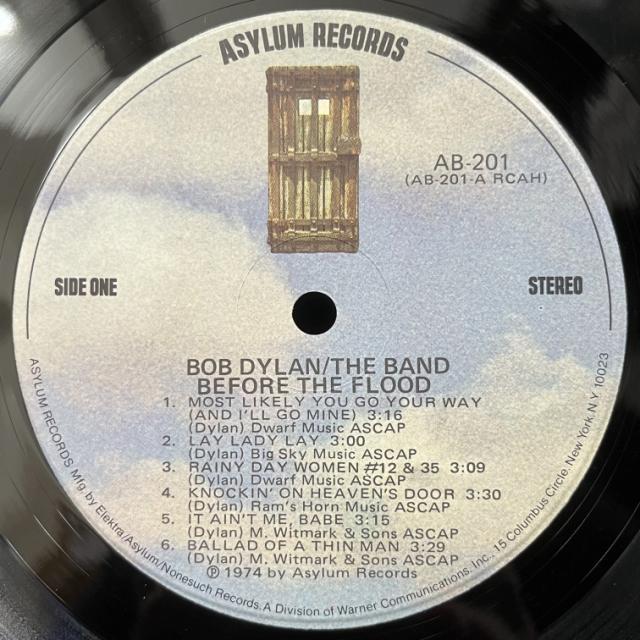 ASYLUM RECORDS
AB-201
(AB-201-A RCAH)
SIDE ONE
STEREO
BOB DYLAN/THE BAND
BEFORE THE FLOOD
1. MOST LIKELY YOU GO YOUR WAY
(AND I'LL GO MINE) 3:16
(Dylan) Dwarf Music ASCAP
2. LAY LADY LAY 3:00
(Dylan) Big Sky Music ASCAP
3. RAINY DAY WOMEN #12 & 35 3:09
(Dylan) Dwarf Music ASCAP
4. KNOCKIN' ON HEAVEN'S DOOR 3:30
(Dylan) Ram's Horn Music ASCAP
5. IT AIN'T ME, BABE 3:15
(Dylan) M. Witmark & Sons ASCAP
6. BALLAD OF A THIN MAN 3:29
(Dylan) M. Witmark & Sons ASCAP
℗ 1974 by Asylum Records
ASYLUM RECORDS Mfg. by Elektra/Asylum/Nonesuch Records. A Division of Warner Communications, Inc., 15 Columbus Circle, New York. N.Y. 10023